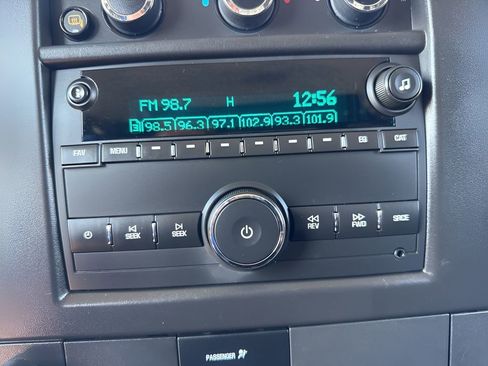 FM 98.7 H 12:56
3 98.5 96.3 97.1 102.9 93.3 101.9
FAV MENU EQ CAT
SEEK SEEK REV FWD SRCE
PASSENGER